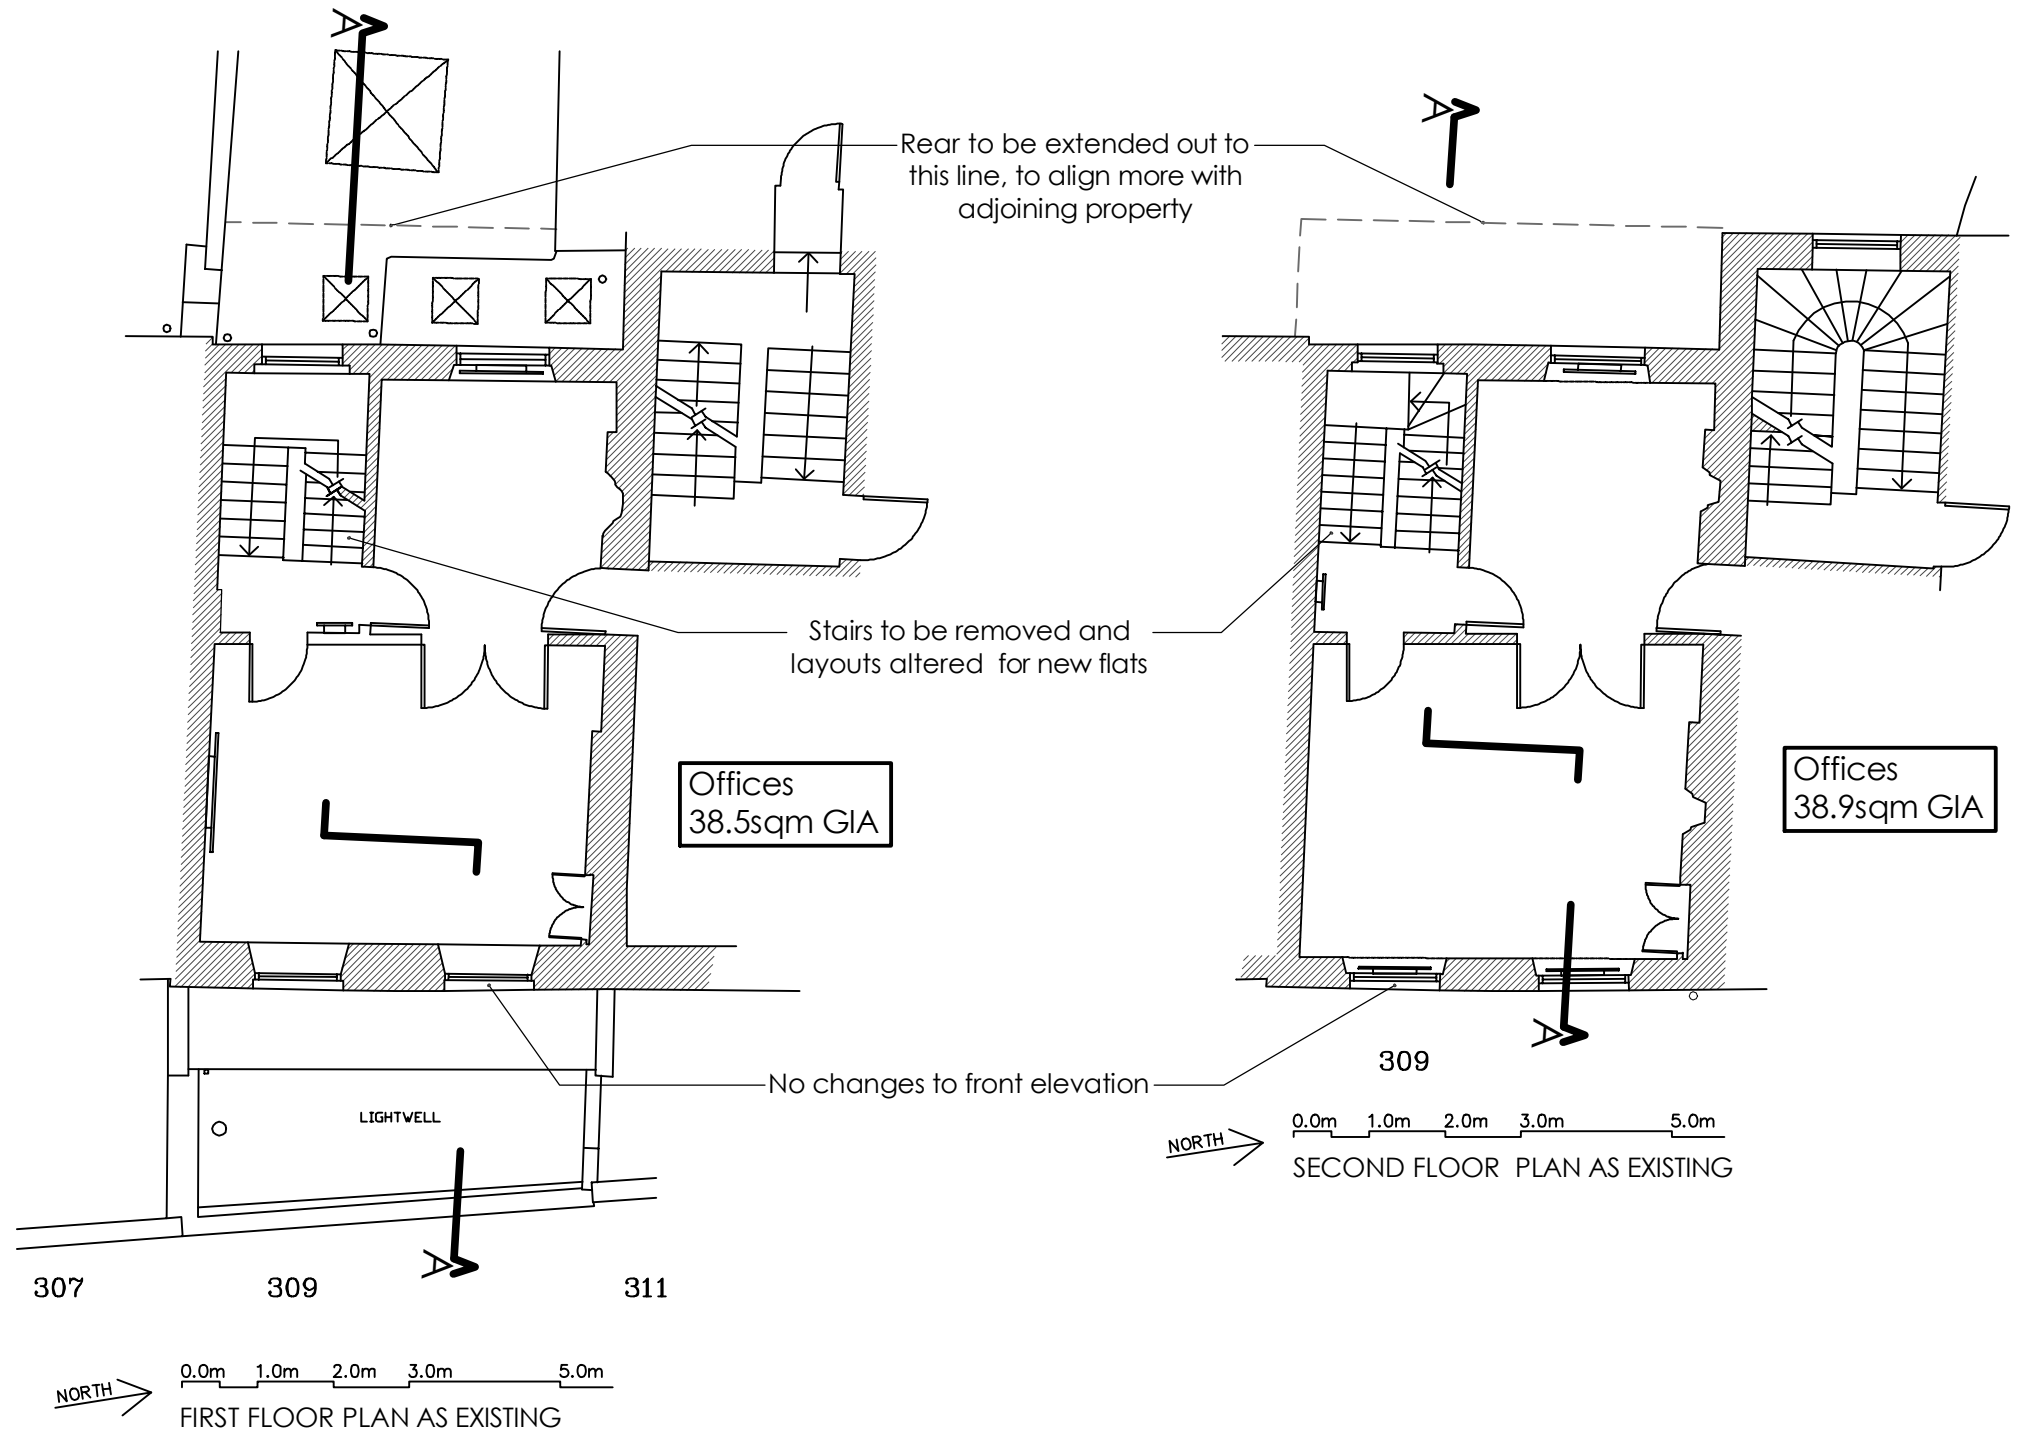 A
A
Rear to be extended out to
this line, to align more with
adjoining property
Stairs to be removed and
layouts altered for new flats
Offices
38.5sqm GIA
Offices
38.9sqm GIA
No changes to front elevation
A
309
LIGHTWELL
0.0m 1.0m 2.0m 3.0m 5.0m
NORTH
SECOND FLOOR PLAN AS EXISTING
A
307 309 311
0.0m 1.0m 2.0m 3.0m 5.0m
NORTH
FIRST FLOOR PLAN AS EXISTING